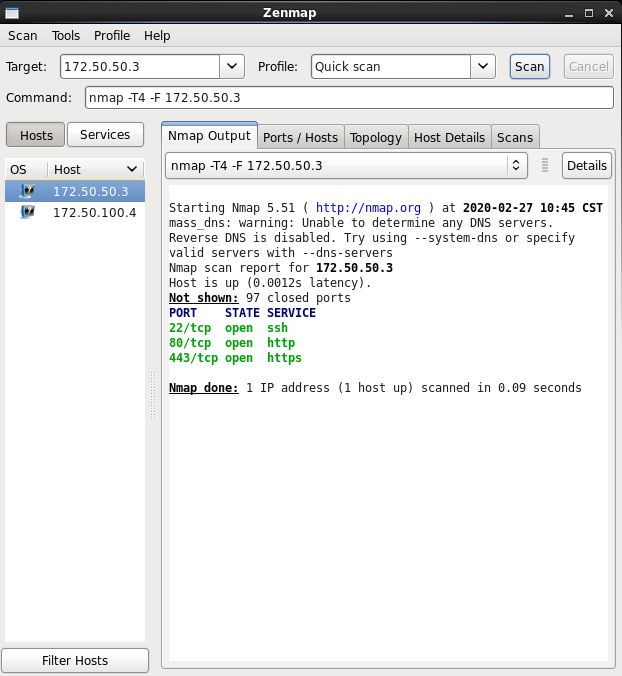 Zenmap
Scan Tools Profile Help
Target: 172.50.50.3 Profile: Quick scan Scan Cancel
Command: nmap -T4 -F 172.50.50.3
Hosts Services
OS Host
172.50.50.3
172.50.100.4
Filter Hosts
Nmap Output Ports / Hosts Topology Host Details Scans
nmap -T4 -F 172.50.50.3 Details
Starting Nmap 5.51 ( http://nmap.org ) at 2020-02-27 10:45 CST
mass_dns: warning: Unable to determine any DNS servers.
Reverse DNS is disabled. Try using --system-dns or specify
valid servers with --dns-servers
Nmap scan report for 172.50.50.3
Host is up (0.0012s latency).
Not shown: 97 closed ports
PORT STATE SERVICE
22/tcp open ssh
80/tcp open http
443/tcp open https
Nmap done: 1 IP address (1 host up) scanned in 0.09 seconds